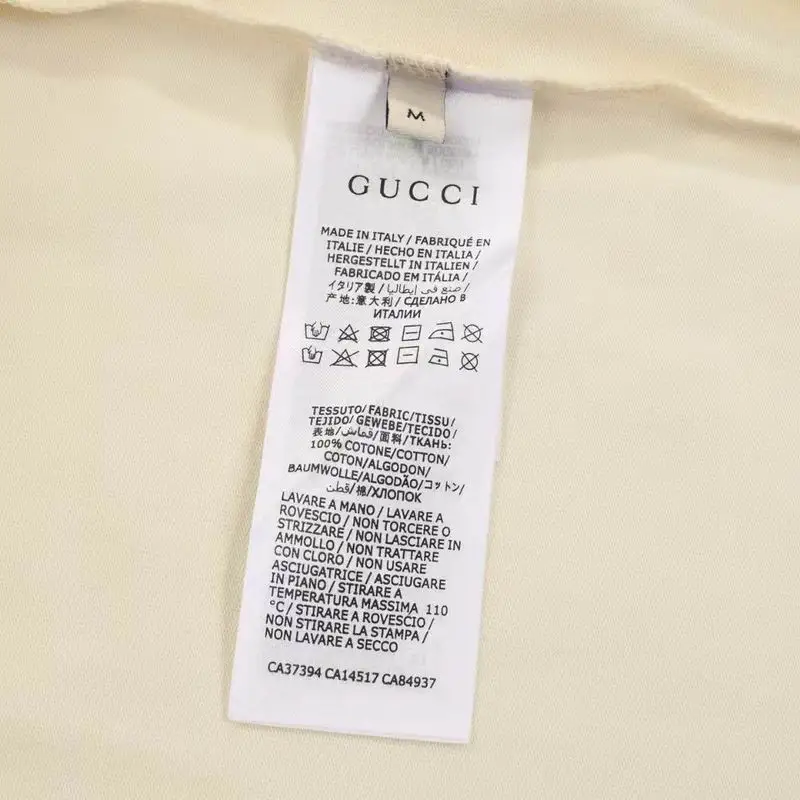 M
GUCCI
MADE IN ITALY / FABRIQUÉ EN
ITALIE / HECHO EN ITALIA /
HERGESTELLT IN ITALIEN /
FABRICADO EM ITÁLIA /
イタリア製 / صنع في إيطاليا /
产地:意大利 / СДЕЛАНО В
ИТАЛИИ
TESSUTO/FABRIC/TISSU/
TEJIDO/GEWEBE/TECIDO/
表地/قماش/面料/ТКАНЬ:
100% COTONE/COTTON/
COTON/ALGODON/
BAUMWOLLE/ALGODÃO/コットン/
قطن/棉/ХЛОПОК
LAVARE A MANO / LAVARE A
ROVESCIO / NON TORCERE O
STRIZZARE / NON LASCIARE IN
AMMOLLO / NON TRATTARE
CON CLORO / NON USARE
ASCIUGATRICE / ASCIUGARE
IN PIANO / STIRARE A
TEMPERATURA MASSIMA 110
°C / STIRARE A ROVESCIO /
NON STIRARE LA STAMPA /
NON LAVARE A SECCO
CA37394 CA14517 CA84937